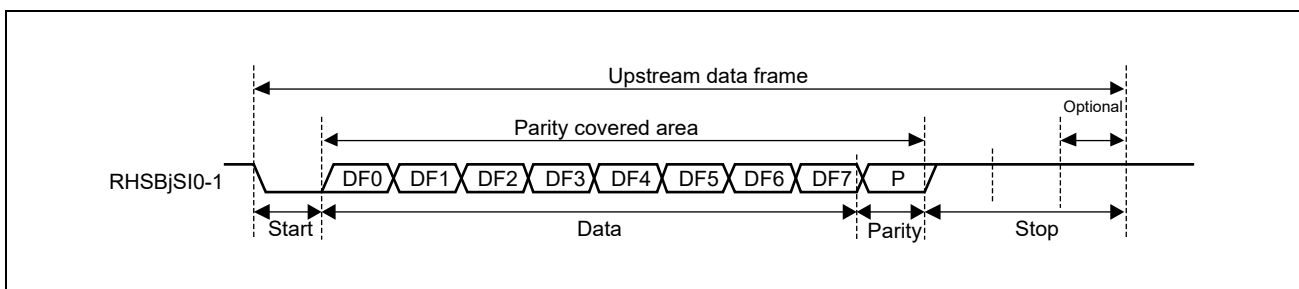 Upstream data frame
Optional
Parity covered area
RHSBjSI0-1
DF0 DF1 DF2 DF3 DF4 DF5 DF6 DF7 P
Start Data Parity Stop